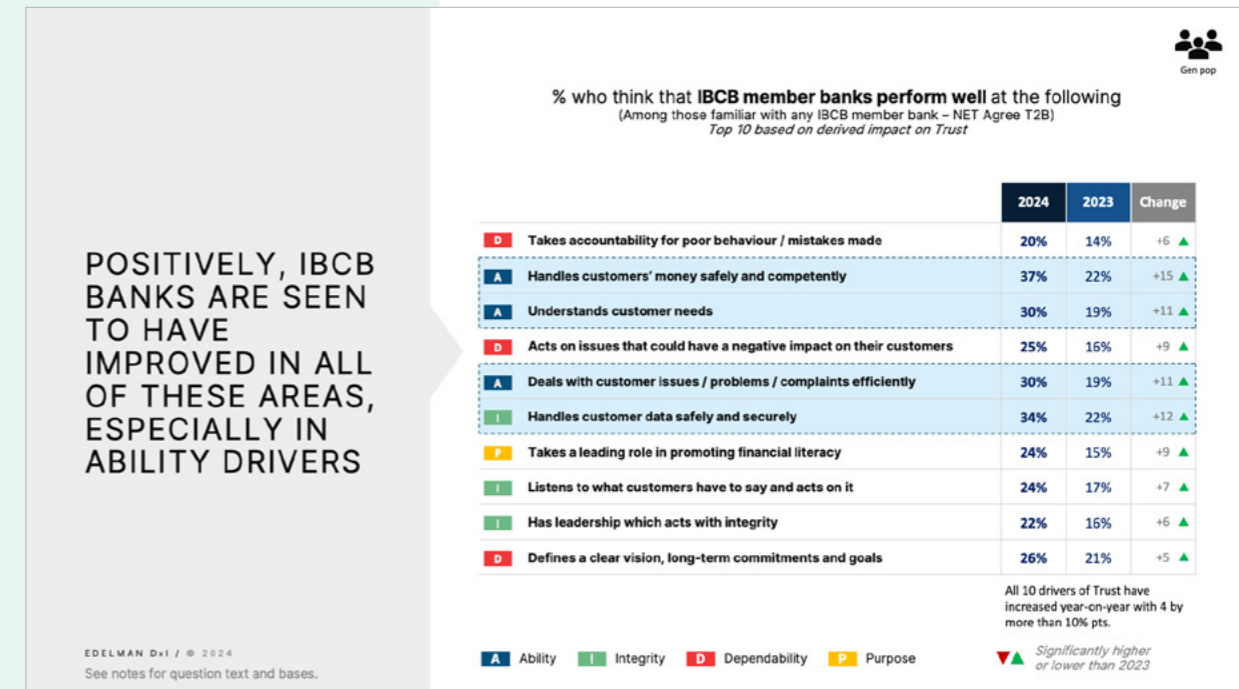 Gen pop
% who think that IBCB member banks perform well at the following
(Among those familiar with any IBCB member bank – NET Agree T2B)
Top 10 based on derived impact on Trust
POSITIVELY, IBCB
BANKS ARE SEEN
TO HAVE
IMPROVED IN ALL
OF THESE AREAS,
ESPECIALLY IN
ABILITY DRIVERS
2024 2023 Change
D Takes accountability for poor behaviour / mistakes made 20% 14% +6 ▲
A Handles customers' money safely and competently 37% 22% +15 ▲
A Understands customer needs 30% 19% +11 ▲
D Acts on issues that could have a negative impact on their customers 25% 16% +9 ▲
A Deals with customer issues / problems / complaints efficiently 30% 19% +11 ▲
I Handles customer data safely and securely 34% 22% +12 ▲
P Takes a leading role in promoting financial literacy 24% 15% +9 ▲
I Listens to what customers have to say and acts on it 24% 17% +7 ▲
I Has leadership which acts with integrity 22% 16% +6 ▲
D Defines a clear vision, long-term commitments and goals 26% 21% +5 ▲
All 10 drivers of Trust have
increased year-on-year with 4 by
more than 10% pts.
A Ability I Integrity D Dependability P Purpose
▼▲ Significantly higher
or lower than 2023
EDELMAN DxI / © 2024
See notes for question text and bases.